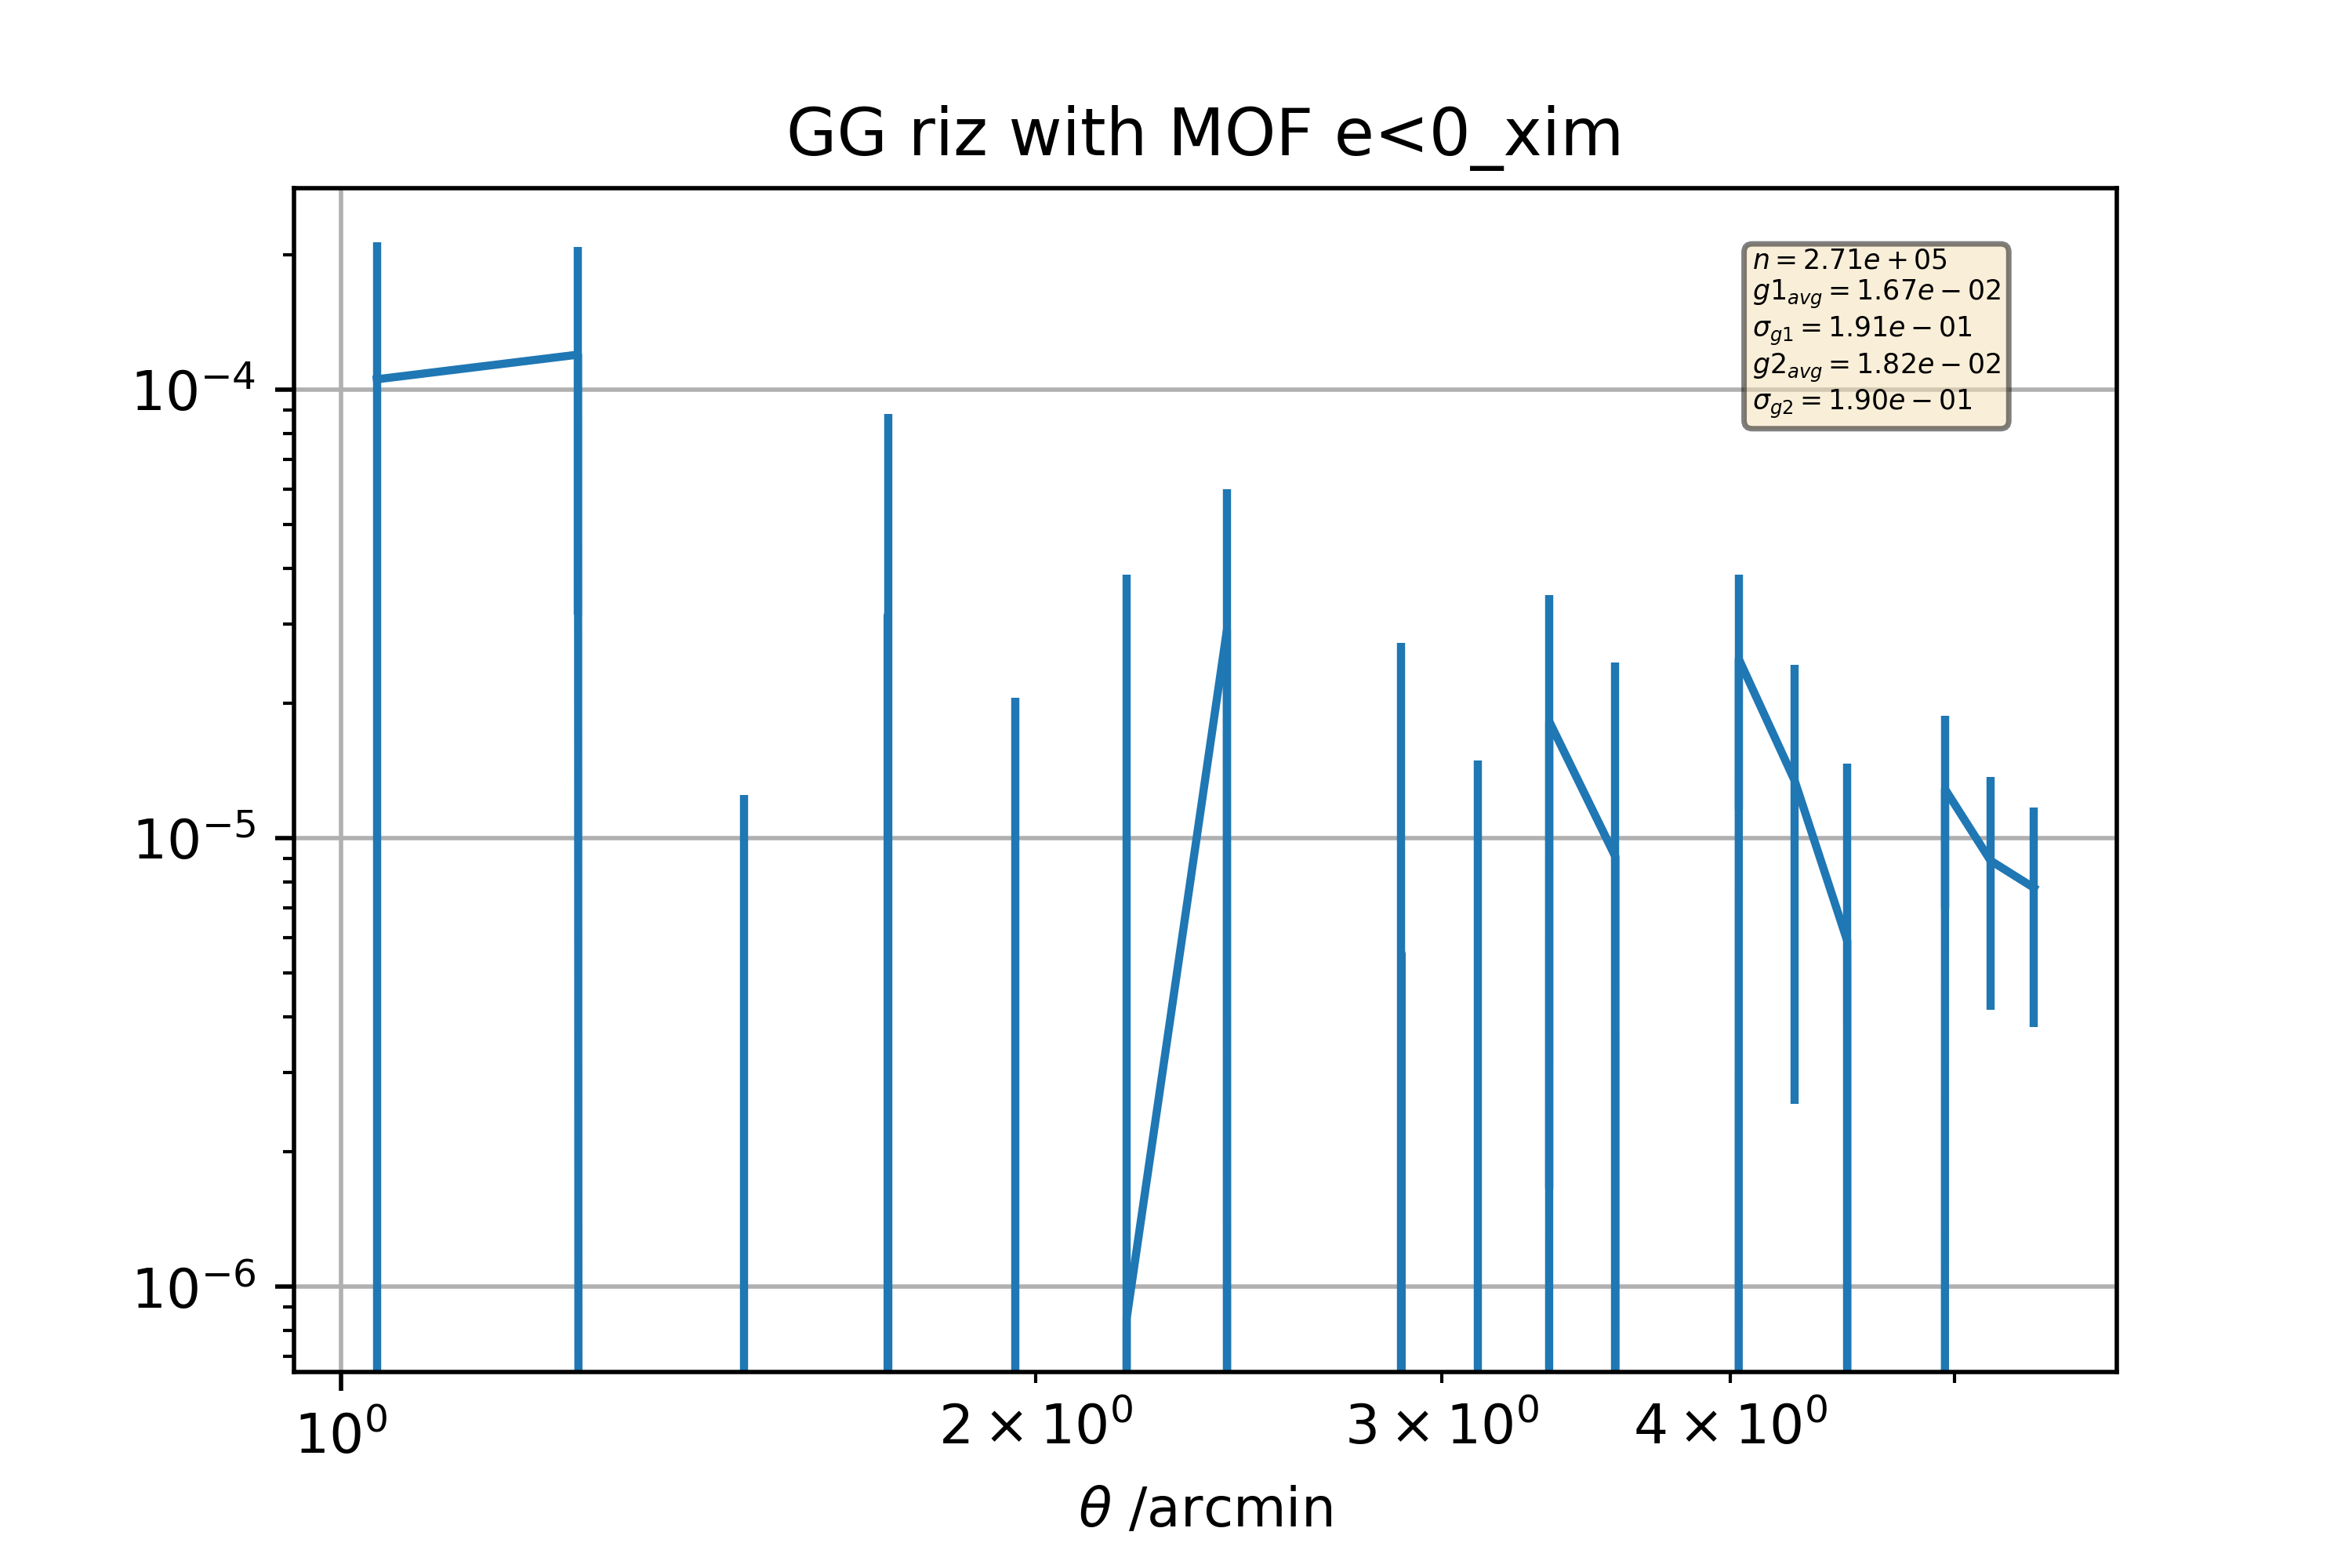 GG riz with MOF e<0_xim
n = 2.71e + 05
g1avg = 1.67e − 02
σg1 = 1.91e − 01
g2avg = 1.82e − 02
σg2 = 1.90e − 01
10⁻⁴
10⁻⁵
10⁻⁶
10⁰ 2 × 10⁰ 3 × 10⁰ 4 × 10⁰
θ /arcmin